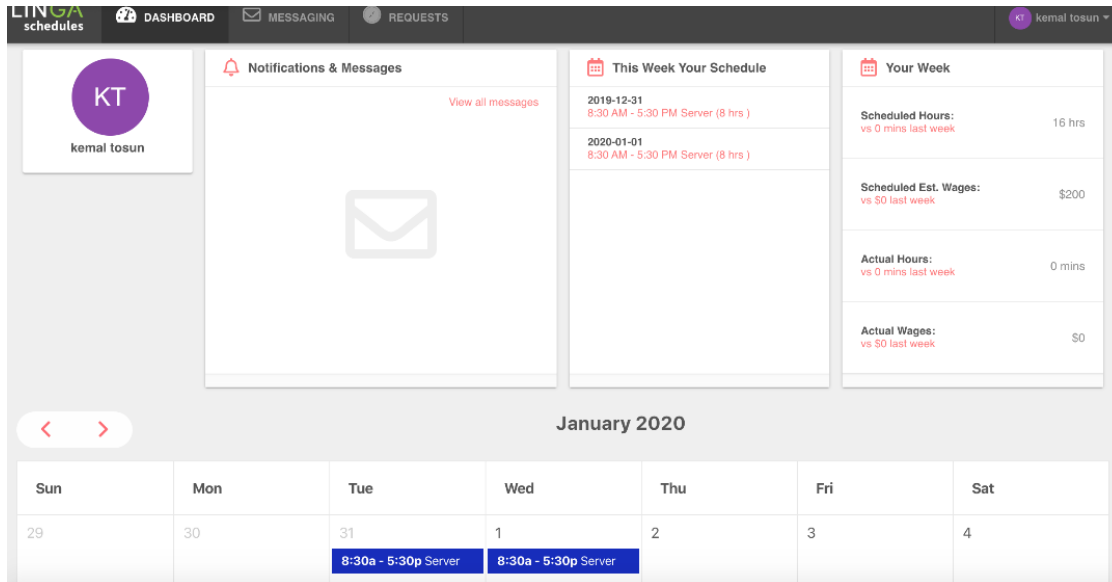 LINGA
schedules
DASHBOARD
MESSAGING
REQUESTS
KT
kemal tosun
KT
kemal tosun
Notifications & Messages
View all messages
This Week Your Schedule
2019-12-31
8:30 AM - 5:30 PM Server (8 hrs )
2020-01-01
8:30 AM - 5:30 PM Server (8 hrs )
Your Week
Scheduled Hours:
vs 0 mins last week
16 hrs
Scheduled Est. Wages:
vs $0 last week
$200
Actual Hours:
vs 0 mins last week
0 mins
Actual Wages:
vs $0 last week
$0
January 2020
Sun
Mon
Tue
Wed
Thu
Fri
Sat
29
30
31
1
2
3
4
8:30a - 5:30p Server
8:30a - 5:30p Server